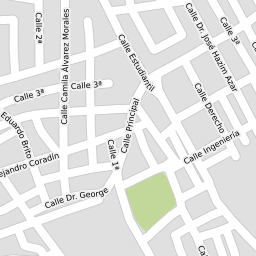 Calle 2ª
Calle Camila Álvarez Morales
Calle Estudiantil
Calle Dr. José Hazim Azar
Calle 3ª
Calle 3ª
Calle 3ª
Calle Principal
Calle Derecho
Eduardo Brito
Calle Ingeniería
Calle 1ª
lejandro Coradín
Calle Dr. George